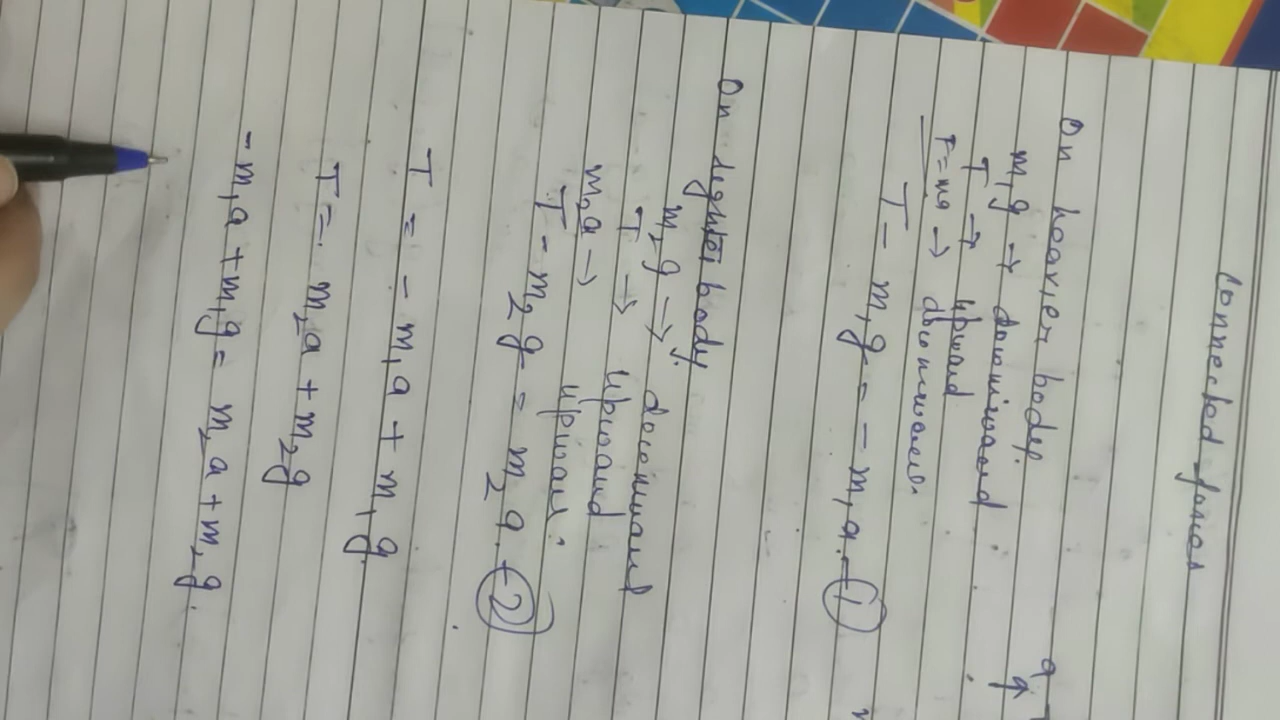 Connected forces
On heavier body.
m₁g → downward
T → upward
F = ma → downward.
T - m₁g = - m₁a - ①
On lighter body.
m₂g → downward
T → upward
m₂a → upward.
T - m₂g = m₂a - ②
T = - m₁a + m₁g
T = m₂a + m₂g
- m₁a + m₁g = m₂a + m₂g.